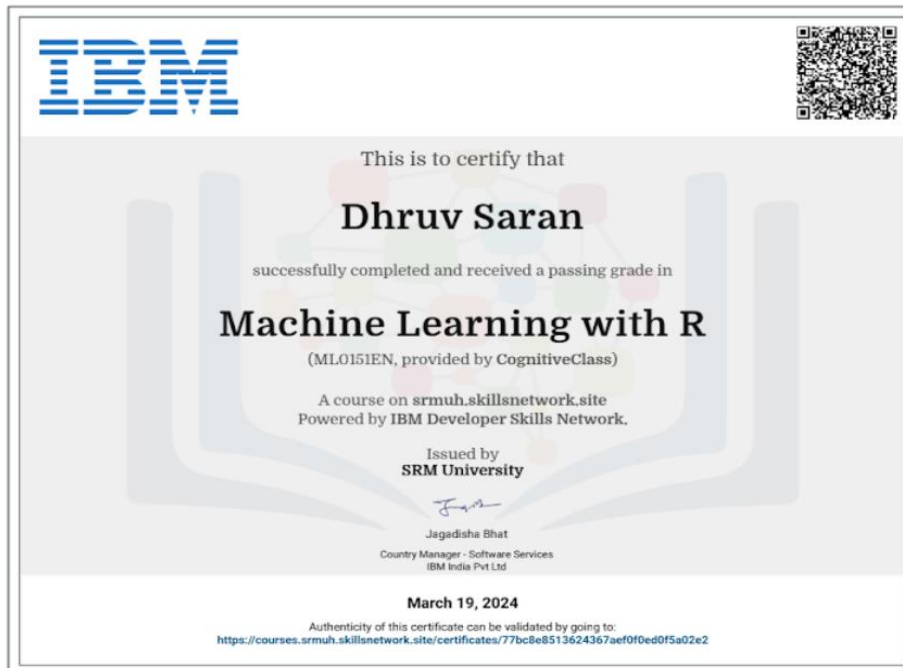 IBM
This is to certify that
Dhruv Saran
successfully completed and received a passing grade in
Machine Learning with R
(ML0151EN, provided by CognitiveClass)
A course on srmuh.skillsnetwork.site
Powered by IBM Developer Skills Network.
Issued by
SRM University
Jagadisha Bhat
Country Manager - Software Services
IBM India Pvt Ltd
March 19, 2024
Authenticity of this certificate can be validated by going to:
https://courses.srmuh.skillsnetwork.site/certificates/77bc8e8513624367aef0f0ed0f5a02e2